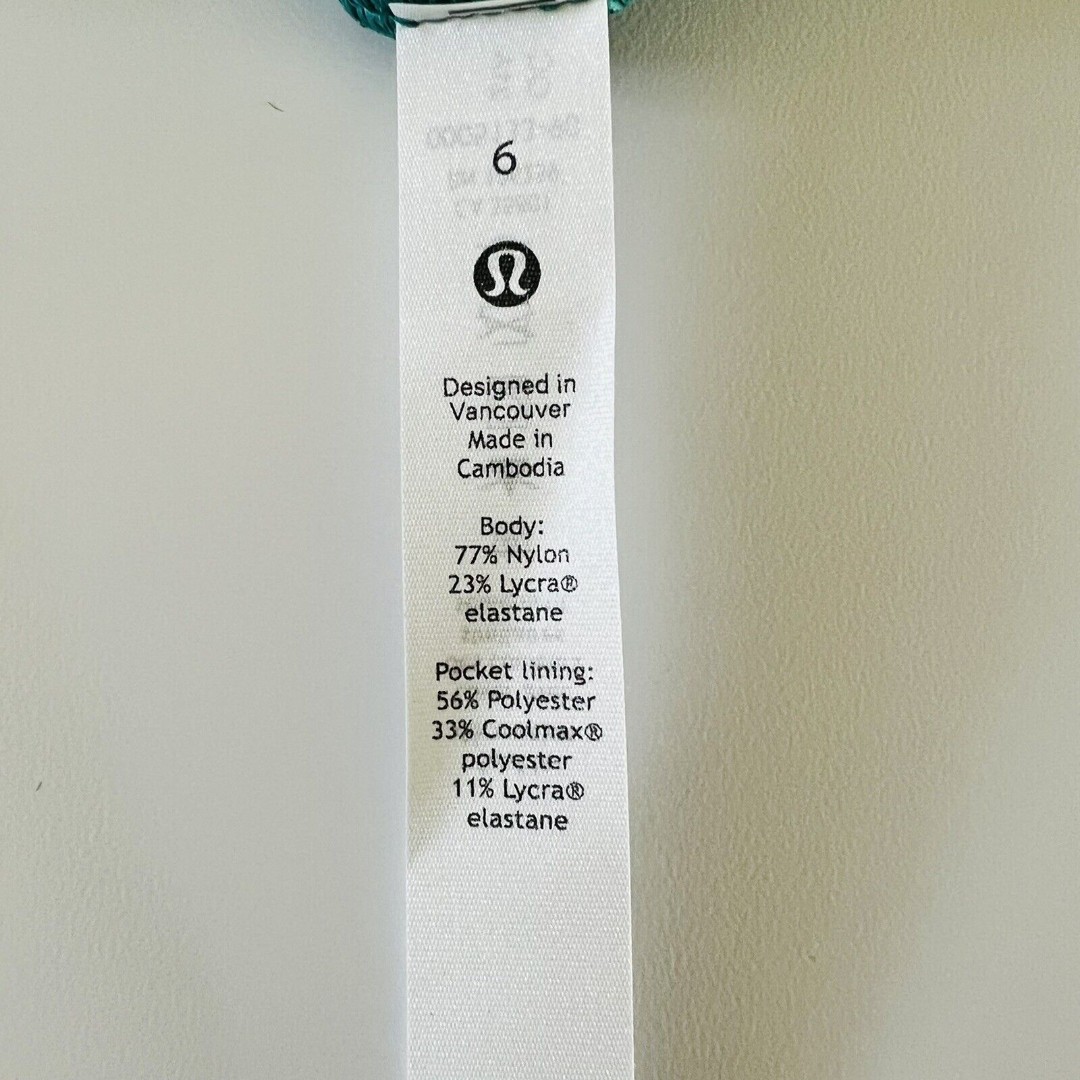 6
Designed in
Vancouver
Made in
Cambodia
Body:
77% Nylon
23% Lycra®
elastane
Pocket lining:
56% Polyester
33% Coolmax®
polyester
11% Lycra®
elastane